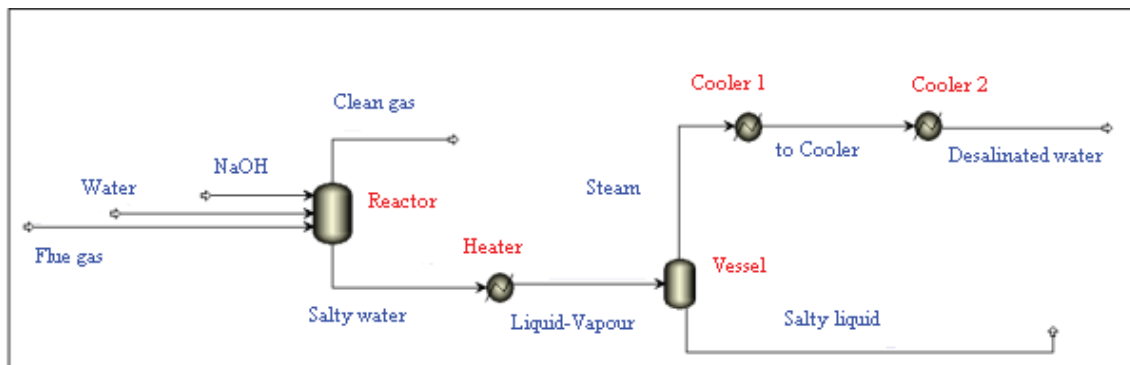 Cooler 1
Cooler 2
Clean gas
to Cooler
Desalinated water
NaOH
Water
Steam
Reactor
Flue gas
Heater
Vessel
Salty water
Liquid-Vapour
Salty liquid